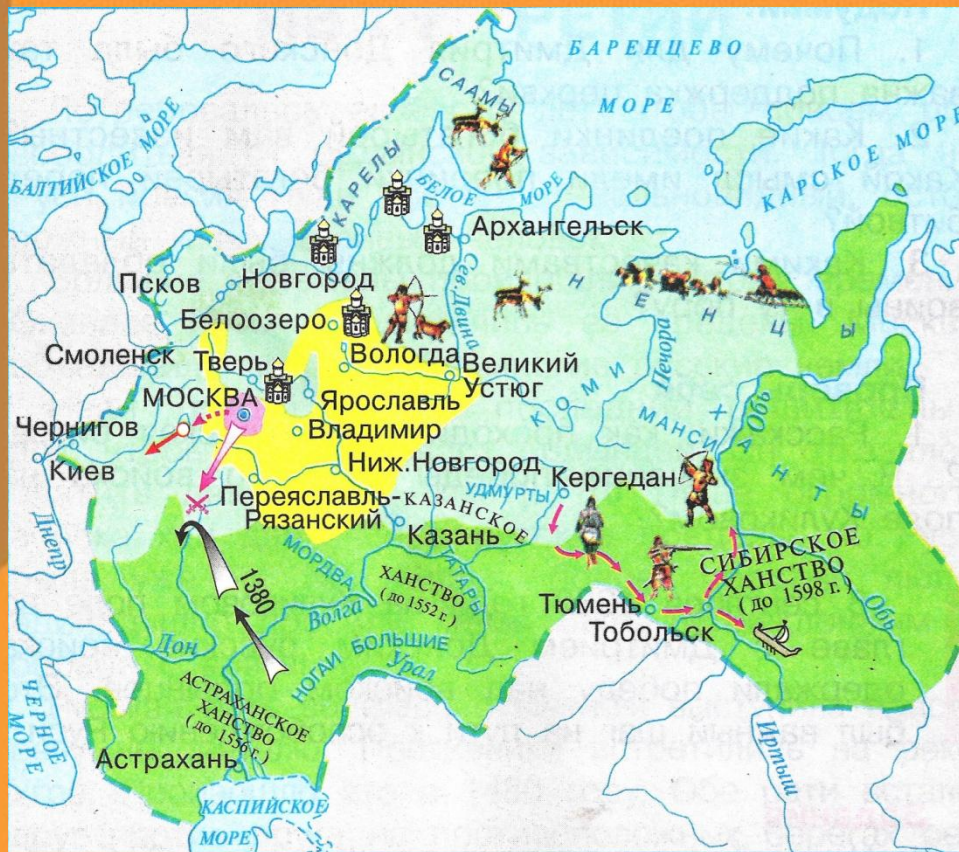 БАРЕНЦЕВО
МОРЕ
СААМЫ
КАРСКОЕ МОРЕ
БАЛТИЙСКОЕ МОРЕ
КАРЕЛЫ
БЕЛОЕ МОРЕ
Архангельск
Новгород
Псков
Сев.Двина
НЕНЦЫ
Белоозеро
Печора
Смоленск
Тверь
Вологда
Великий
Устюг
МОСКВА
Ярославль
КОМИ
МАНСИ
ХАНТЫ
Обь
Чернигов
Владимир
Киев
Ниж.Новгород
Кергедан
УДМУРТЫ
Переяславль-
Рязанский
КАЗАНСКОЕ
Казань
ХАНСТВО
(до 1552 г.)
ТАТАРЫ
МОРДВА
Днепр
1380
СИБИРСКОЕ
ХАНСТВО
(до 1598 г.)
Тюмень
Тобольск
Обь
Волга
Дон
НОГАИ БОЛЬШИЕ
Урал
АСТРАХАНСКОЕ
ХАНСТВО
(до 1556 г.)
Иртыш
ЧЕРНОЕ
МОРЕ
Астрахань
КАСПИЙСКОЕ
МОРЕ